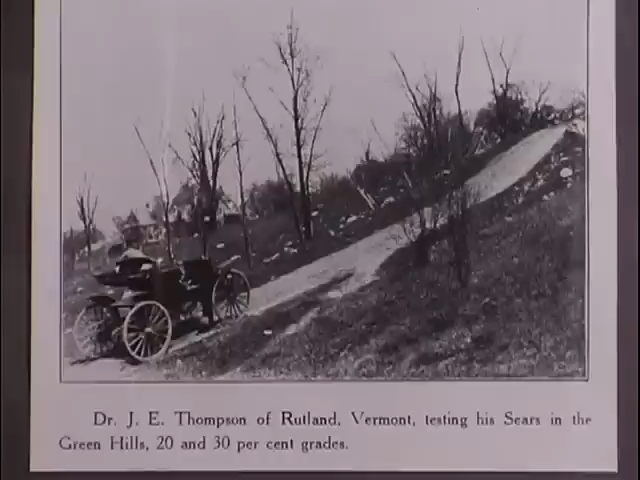 Dr. J. E. Thompson of Rutland, Vermont, testing his Sears in the
Green Hills, 20 and 30 per cent grades.